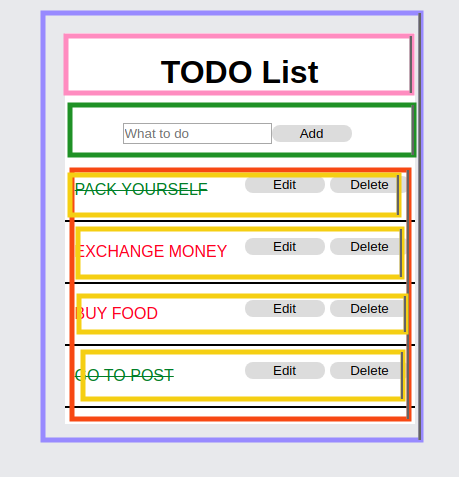 TODO List
What to do Add
PACK YOURSELF Edit Delete
EXCHANGE MONEY Edit Delete
BUY FOOD Edit Delete
GO TO POST Edit Delete